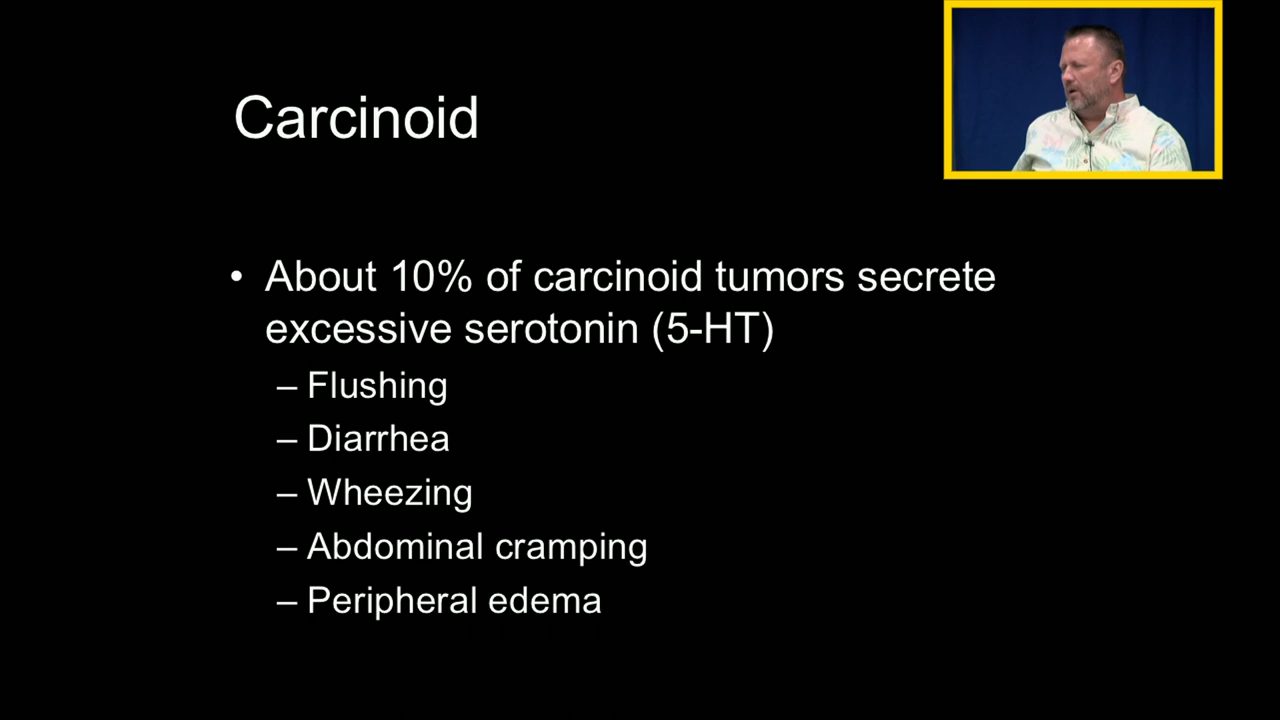 Carcinoid
• About 10% of carcinoid tumors secrete
excessive serotonin (5-HT)
– Flushing
– Diarrhea
– Wheezing
– Abdominal cramping
– Peripheral edema